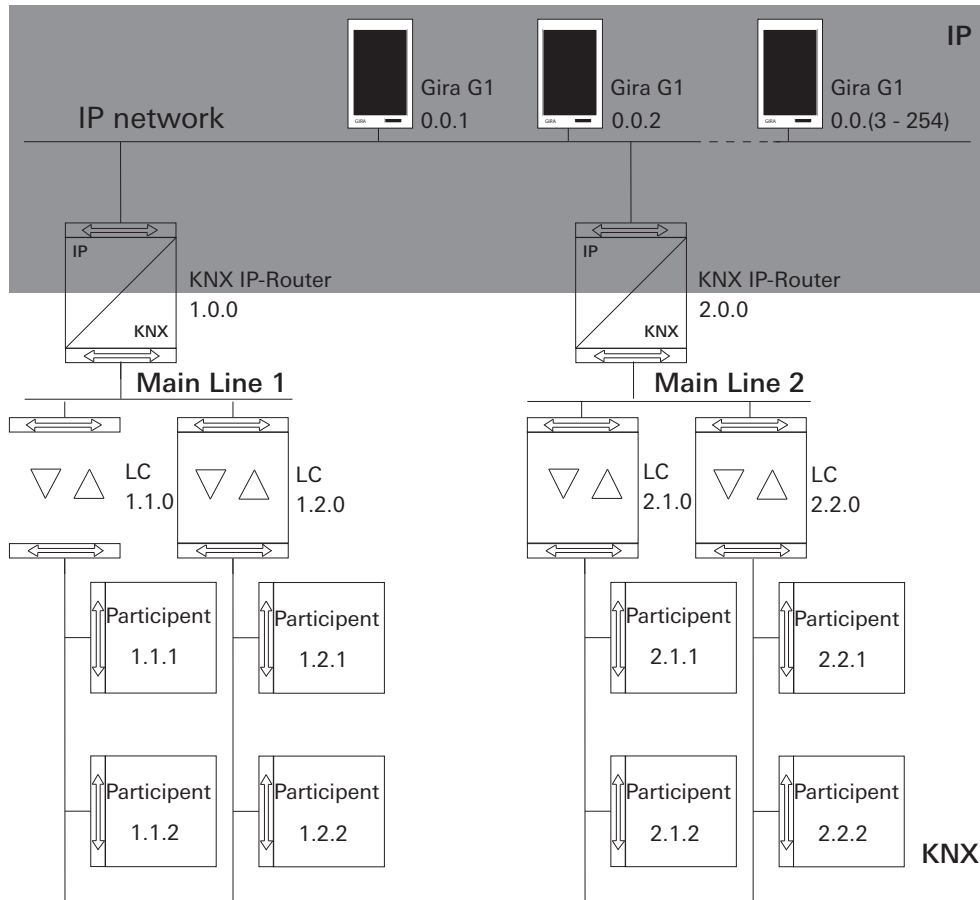 IP
Gira G1
0.0.1
Gira G1
0.0.2
Gira G1
0.0.(3 - 254)
IP network
GIRA
GIRA
GIRA
IP
KNX
KNX IP-Router
1.0.0
IP
KNX
KNX IP-Router
2.0.0
Main Line 1
Main Line 2
LC
1.1.0
LC
1.2.0
LC
2.1.0
LC
2.2.0
Participent
1.1.1
Participent
1.2.1
Participent
2.1.1
Participent
2.2.1
Participent
1.1.2
Participent
1.2.2
Participent
2.1.2
Participent
2.2.2
KNX